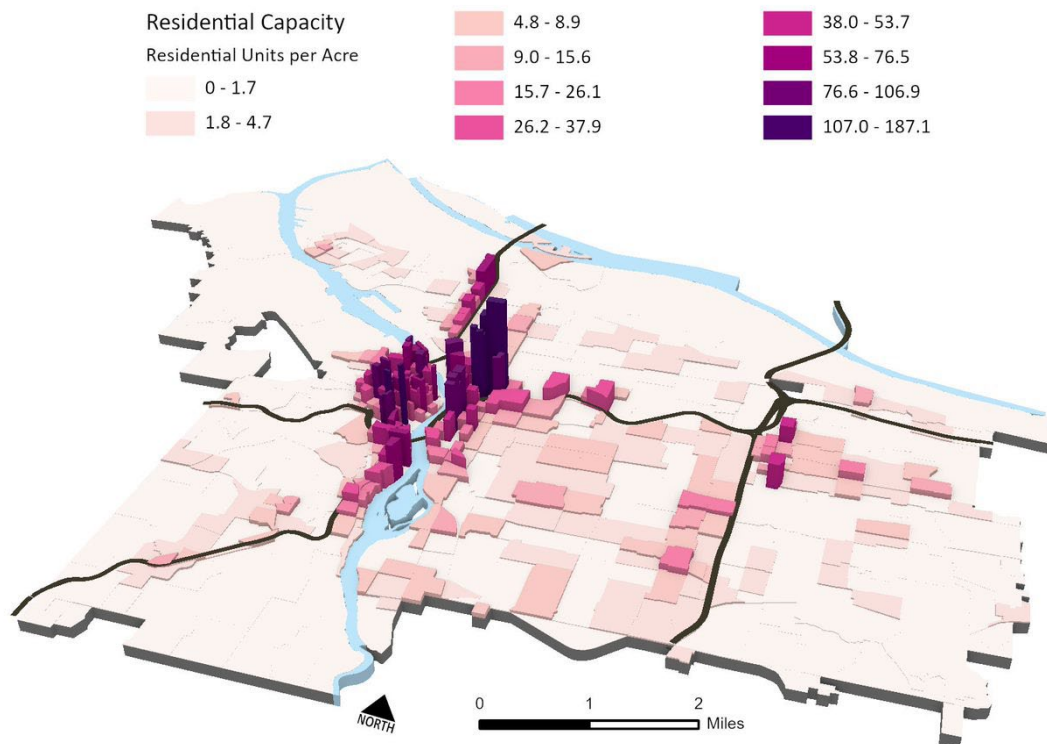 Residential Capacity
Residential Units per Acre
0 - 1.7
1.8 - 4.7
4.8 - 8.9
9.0 - 15.6
15.7 - 26.1
26.2 - 37.9
38.0 - 53.7
53.8 - 76.5
76.6 - 106.9
107.0 - 187.1
NORTH
0 1 2
Miles